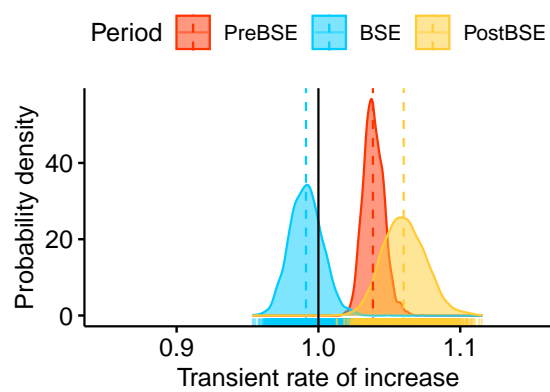 Period PreBSE BSE PostBSE
Probability density
40
20
0
0.9 1.0 1.1
Transient rate of increase